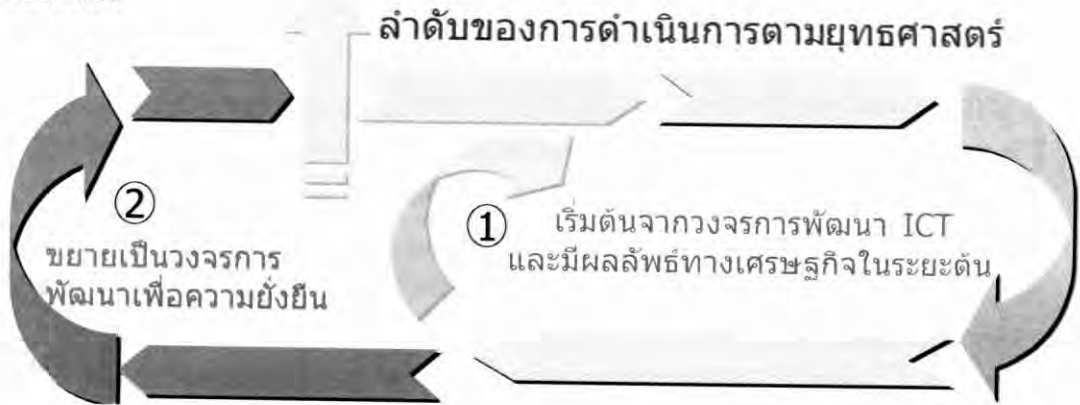 ลำดับของการดำเนินการตามยุทธศาสตร์
②
ขยายเป็นวงจรการ
พัฒนาเพื่อความยั่งยืน
①
เริ่มต้นจากวงจรการพัฒนา ICT
และมีผลลัพธ์ทางเศรษฐกิจในระยะต้น